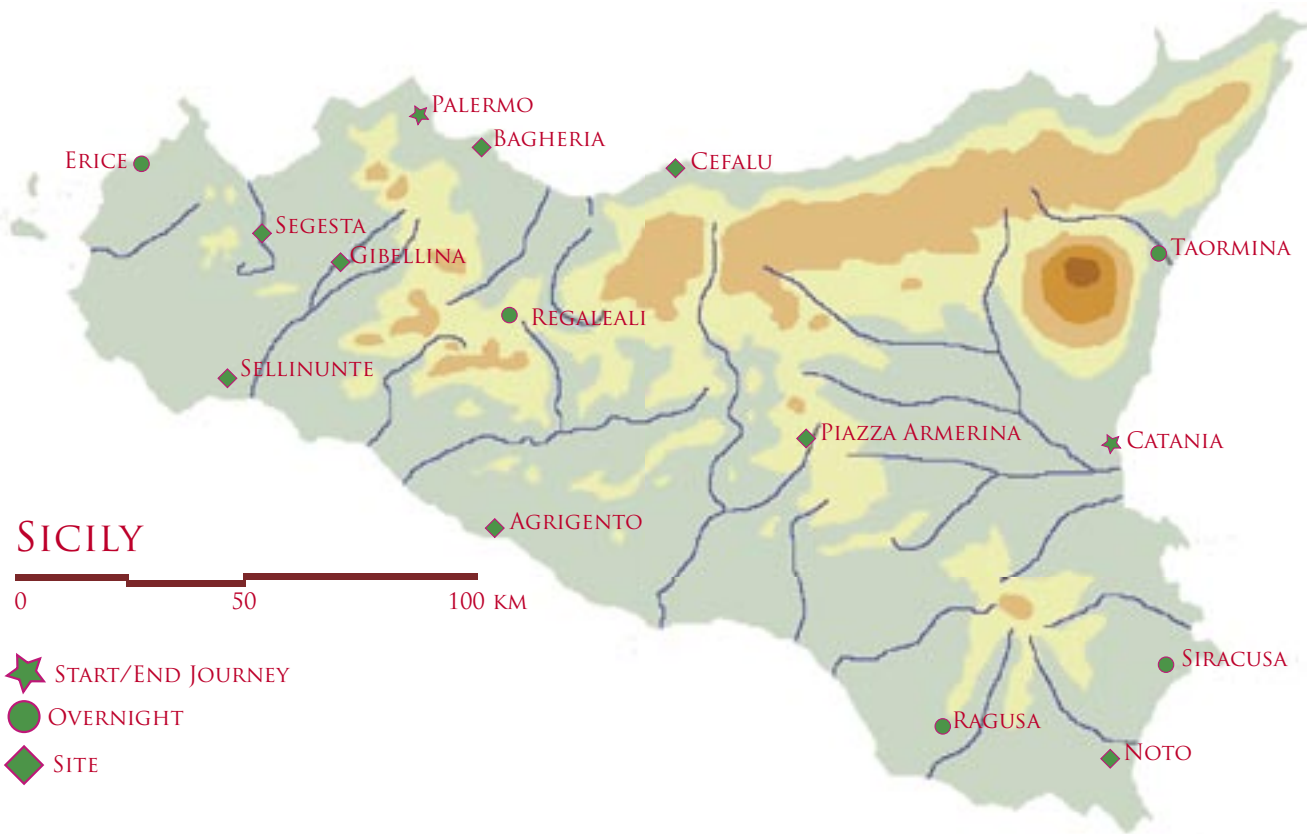 PALERMO
BAGHERIA
ERICE
CEFALU
SEGESTA
GIBELLINA
TAORMINA
REGALEALI
SELLINUNTE
PIAZZA ARMERINA
CATANIA
AGRIGENTO
SICILY
0 50 100 KM
START/END JOURNEY
SIRACUSA
OVERNIGHT
RAGUSA
NOTO
SITE